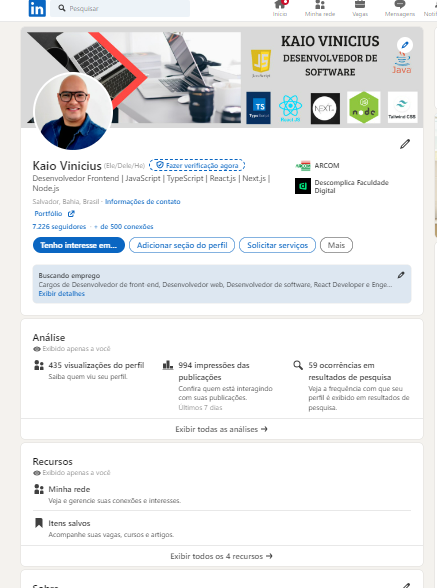 in
Pesquisar
Início
Minha rede
Vagas
Mensagens
KAIO VINICIUS
DESENVOLVEDOR DE
SOFTWARE
JavaScript
Java
TS
REACT.JS
NEXT.JS
node
Tailwind CSS
Kaio Vinicius (Ele/Dele/He) Fazer verificação agora
Desenvolvedor Frontend | JavaScript | TypeScript | React.js | Next.js |
Node.js
Salvador, Bahia, Brasil · Informações de contato
Portfólio
7.226 seguidores · + de 500 conexões
ARCOM
Descomplica Faculdade
Digital
Tenho interesse em...
Adicionar seção do perfil
Solicitar serviços
Mais
Buscando emprego
Cargos de Desenvolvedor de front-end, Desenvolvedor web, Desenvolvedor de software, React Developer e Enge...
Exibir detalhes
Análise
Exibido apenas a você
435 visualizações do perfil
Saiba quem viu seu perfil.
994 impressões das
publicações
Confira quem está interagindo
com suas publicações.
Últimos 7 dias
59 ocorrências em
resultados de pesquisa
Veja a frequência com que seu
perfil é exibido em resultados de
pesquisa.
Exibir todas as análises →
Recursos
Exibido apenas a você
Minha rede
Veja e gerencie suas conexões e interesses.
Itens salvos
Acompanhe suas vagas, cursos e artigos.
Exibir todos os 4 recursos →
Sobre